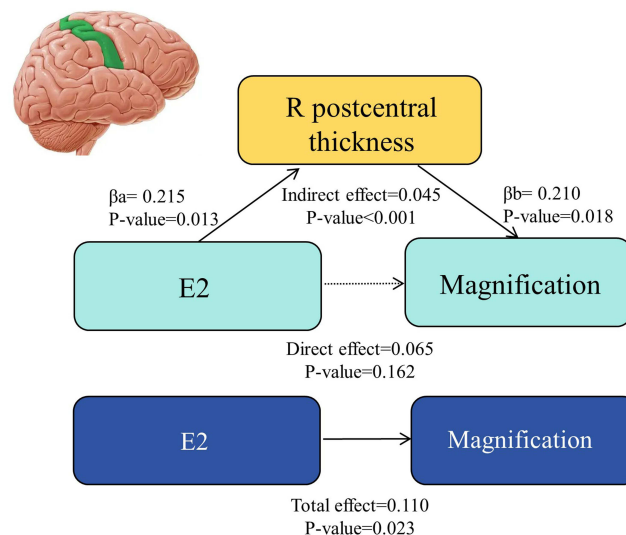 R postcentral
thickness
βa= 0.215
P-value=0.013
Indirect effect=0.045
P-value<0.001
βb= 0.210
P-value=0.018
E2
Magnification
Direct effect=0.065
P-value=0.162
E2
Magnification
Total effect=0.110
P-value=0.023